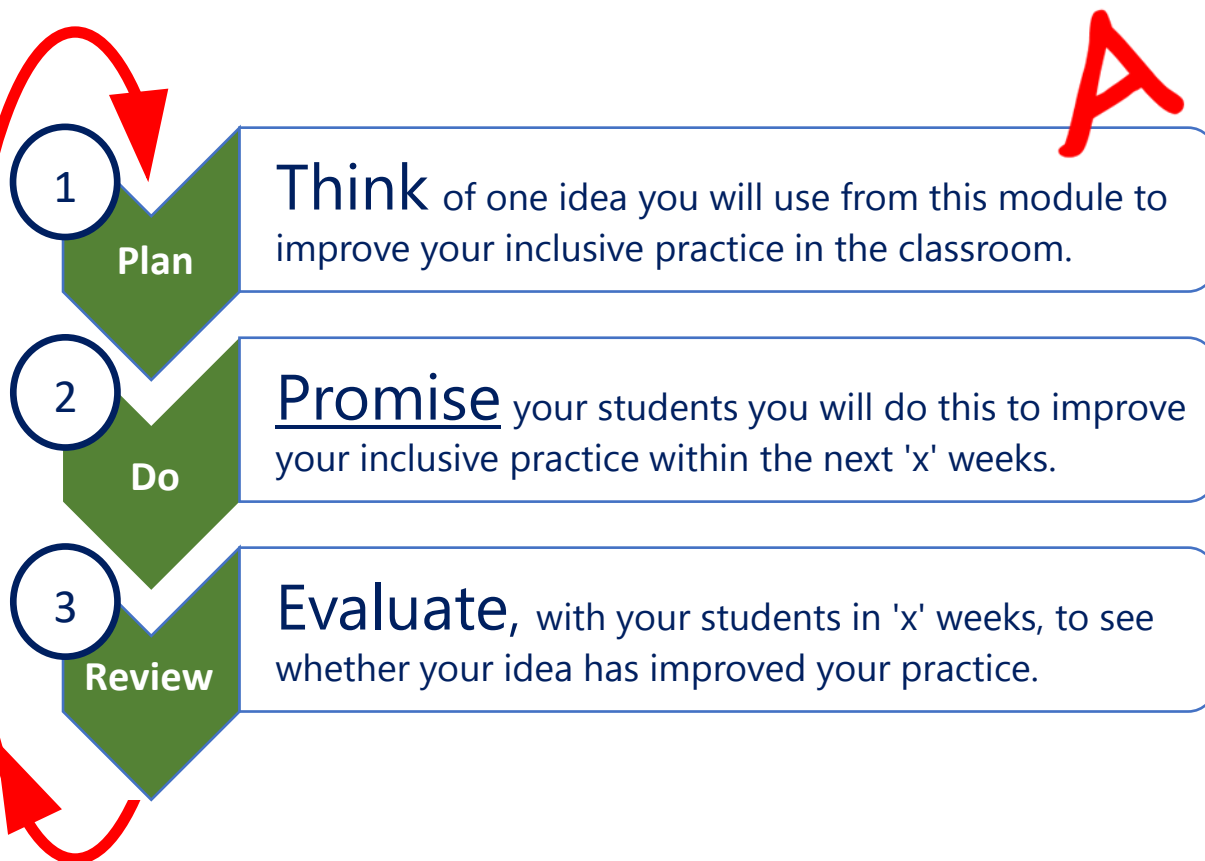 A
1
Plan
Think of one idea you will use from this module to
improve your inclusive practice in the classroom.
2
Do
Promise your students you will do this to improve
your inclusive practice within the next 'x' weeks.
3
Review
Evaluate, with your students in 'x' weeks, to see
whether your idea has improved your practice.